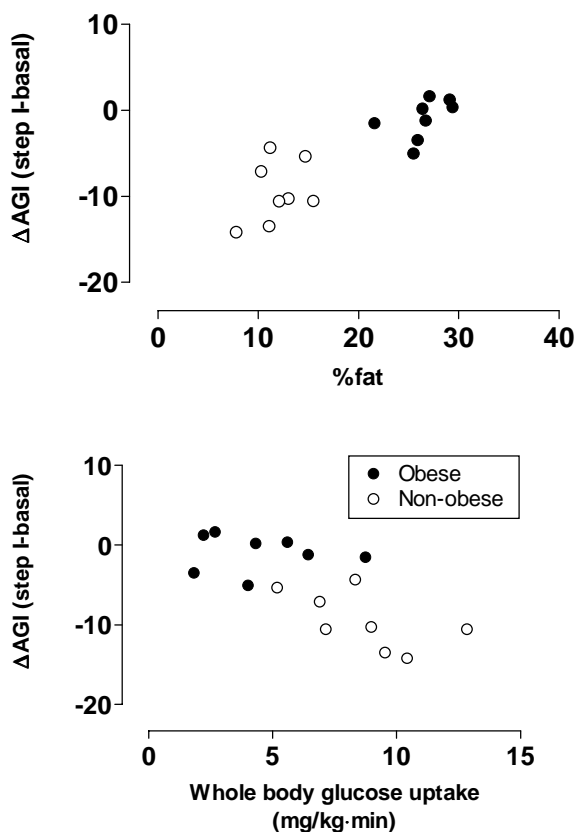 10
0
-10
-20
ΔAGI (step I-basal)
0 10 20 30 40
%fat
10
0
-10
-20
ΔAGI (step I-basal)
Obese
Non-obese
0 5 10 15
Whole body glucose uptake
(mg/kg·min)